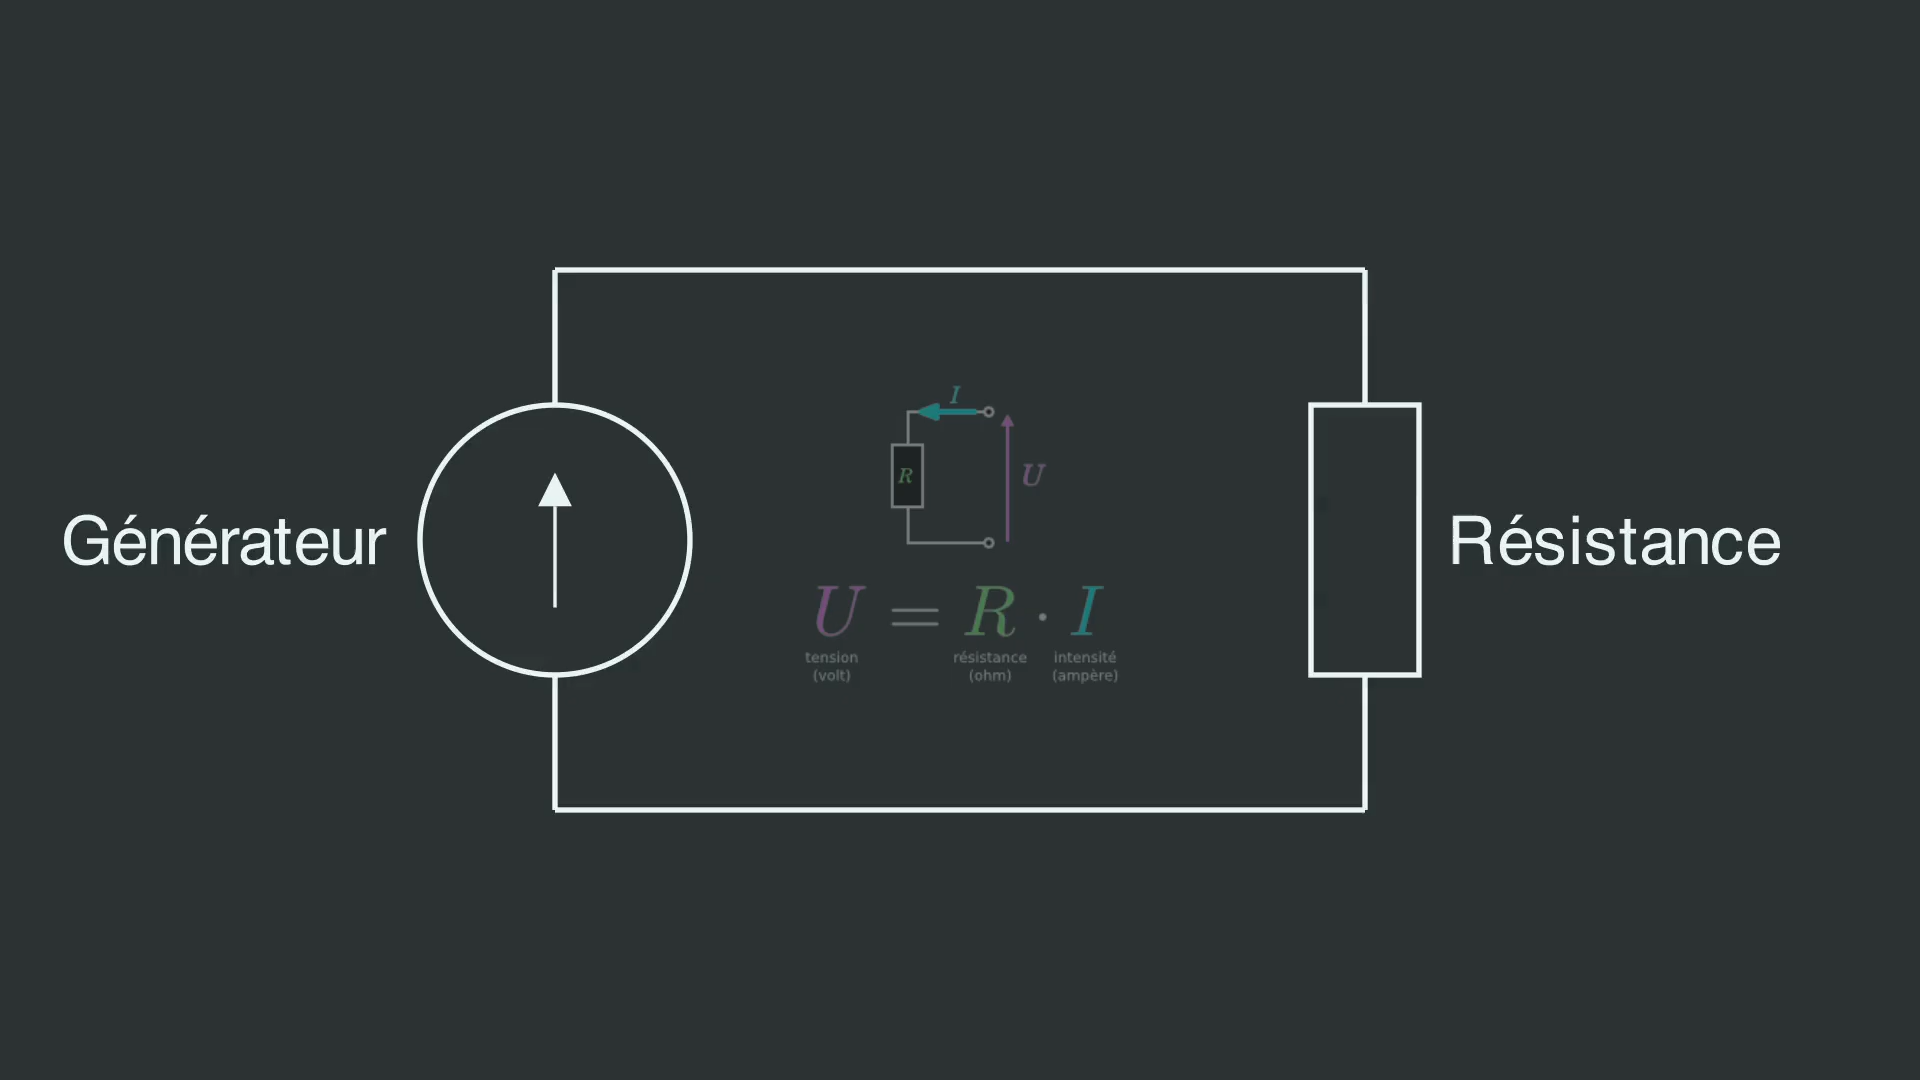 I
R
U
Générateur
Résistance
U = R · I
tension résistance intensité
(volt) (ohm) (ampère)